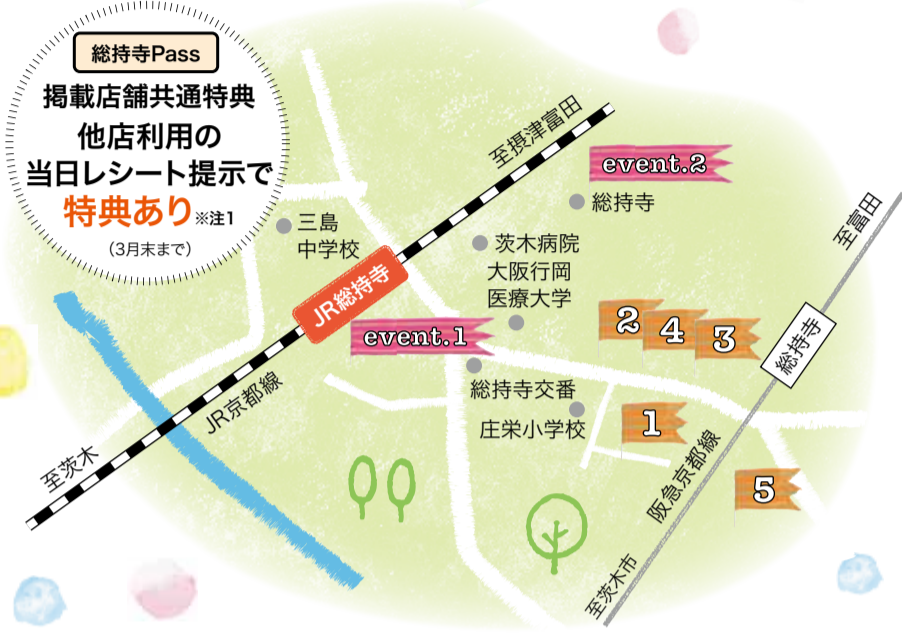 総持寺Pass
掲載店舗共通特典
他店利用の
当日レシート提示で
特典あり※注1
(3月末まで)
至摂津富田
event.2
総持寺
至富田
三島
中学校
茨木病院
大阪行岡
医療大学
JR総持寺
event.1
2
4
3
総持寺
総持寺交番
JR京都線
庄栄小学校
1
至茨木
阪急京都線
5
至茨木市